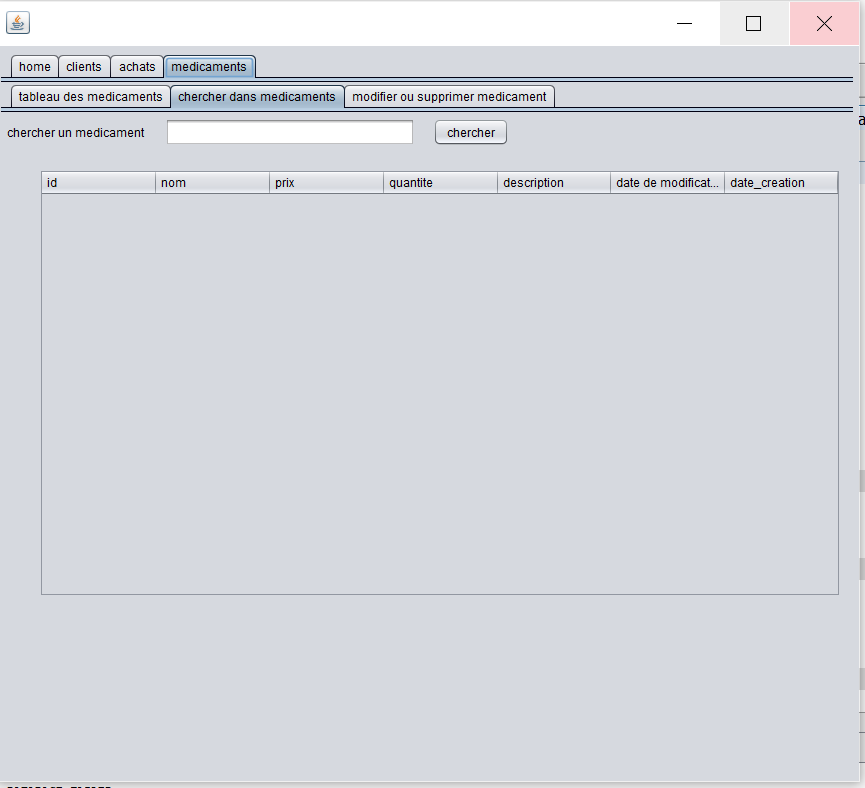 home clients achats medicaments
tableau des medicaments chercher dans medicaments modifier ou supprimer medicament
chercher un medicament chercher
id nom prix quantite description date de modificat... date_creation